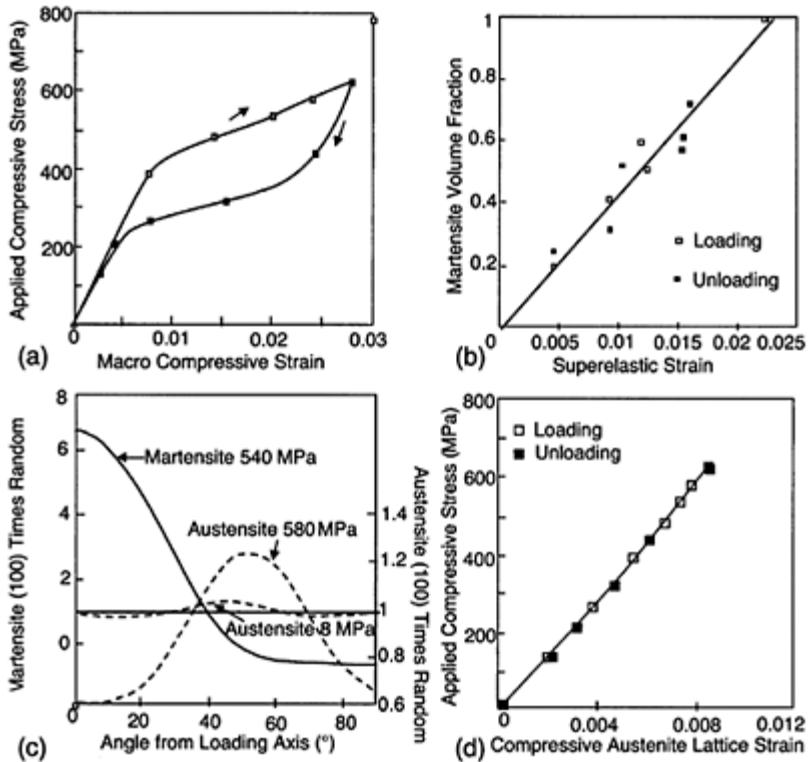 Applied Compressive Stress (MPa)
800
600
400
200
0
0
0.01
0.02
0.03
(a)
Macro Compressive Strain
Martensite Volume Fraction
1
0.8
0.6
0.4
0.2
0
0.005
0.010
0.015
0.02
0.025
Loading
Unloading
(b)
Superelastic Strain
Martensite (100) Times Random
8
6
4
2
0
Martensite 540 MPa
Austensite 580 MPa
Austensite 8 MPa
1.4
1.2
1
0.8
0.6
Austensite (100) Times Random
0
20
40
60
80
(c)
Angle from Loading Axis (°)
Applied Compressive Stress (MPa)
800
600
400
200
0
0.004
0.008
0.012
Loading
Unloading
(d)
Compressive Austenite Lattice Strain